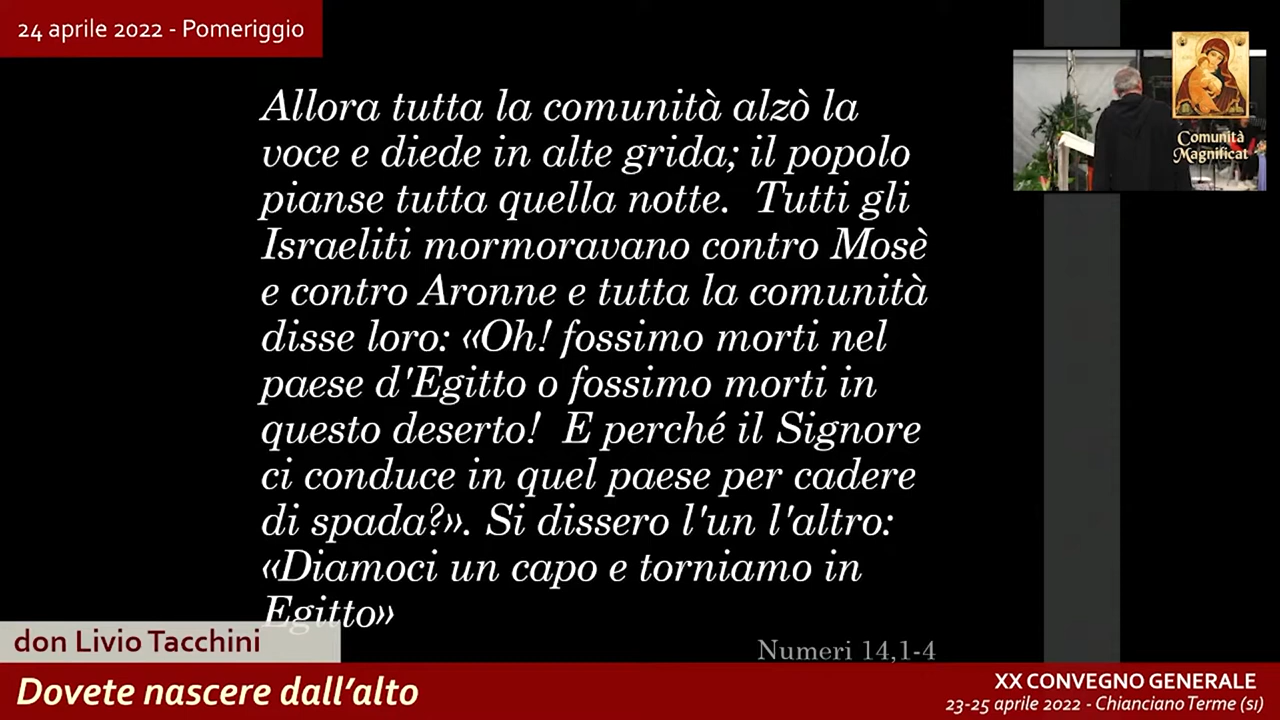 24 aprile 2022 - Pomeriggio
Allora tutta la comunità alzò la
voce e diede in alte grida; il popolo
pianse tutta quella notte. Tutti gli
Israeliti mormoravano contro Mosè
e contro Aronne e tutta la comunità
disse loro: «Oh! fossimo morti nel
paese d'Egitto o fossimo morti in
questo deserto! E perché il Signore
ci conduce in quel paese per cadere
di spada?». Si dissero l'un l'altro:
«Diamoci un capo e torniamo in
Egitto»
Numeri 14,1-4
Comunità
Magnificat
don Livio Tacchini
Dovete nascere dall'alto
XX CONVEGNO GENERALE
23-25 aprile 2022 - Chianciano Terme (SI)